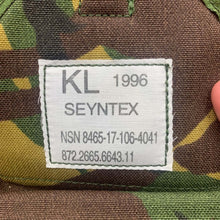 KL 1996
SEYNTEX
NSN 8465-17-106-4041
872.2665.6643.11